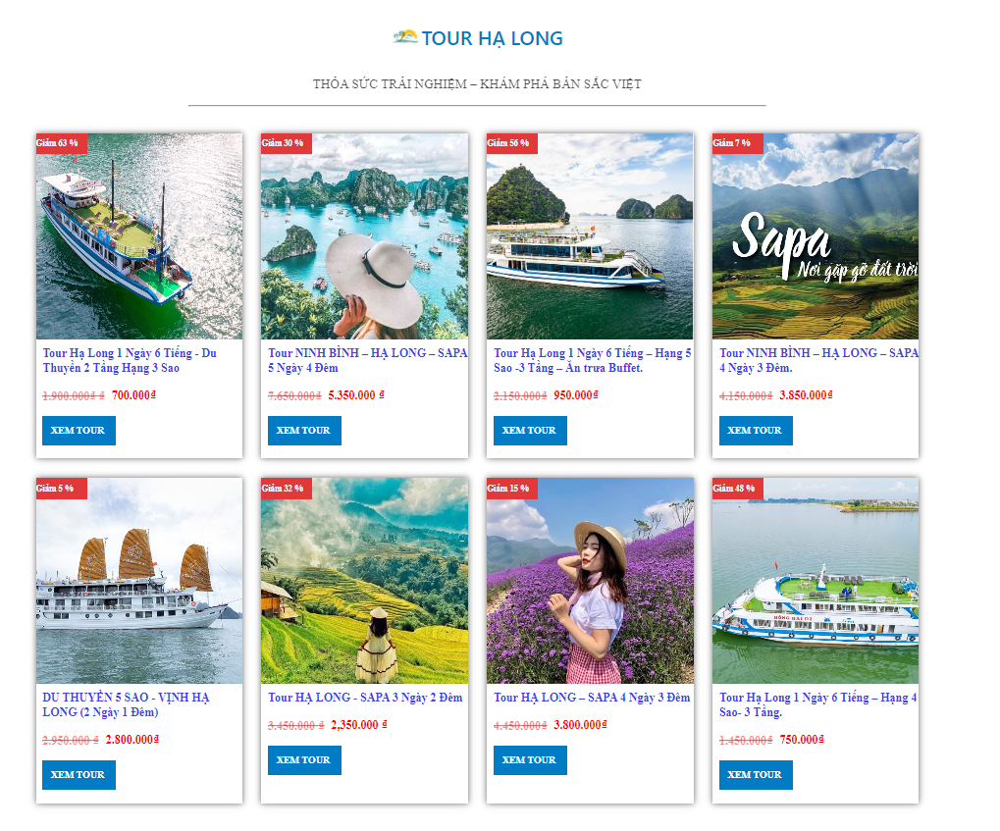 TOUR HẠ LONG
THỎA SỨC TRẢI NGHIỆM – KHÁM PHÁ BẢN SẮC VIỆT
Giảm 63 %
Tour Hạ Long 1 Ngày 6 Tiếng - Du
Thuyền 2 Tầng Hạng 3 Sao
1.900.000₫ ₫ 700.000₫
XEM TOUR
Giảm 30 %
Tour NINH BÌNH – HẠ LONG – SAPA
5 Ngày 4 Đêm
7.650.000₫ 5.350.000 ₫
XEM TOUR
Giảm 56 %
Tour Hạ Long 1 Ngày 6 Tiếng – Hạng 5
Sao -3 Tầng – Ăn trưa Buffet.
2.150.000₫ 950.000₫
XEM TOUR
Giảm 7 %
Sapa
Nơi gặp gỡ đất trời
Tour NINH BÌNH – HẠ LONG – SAPA
4 Ngày 3 Đêm.
4.150.000₫ 3.850.000₫
XEM TOUR
Giảm 5 %
DU THUYỀN 5 SAO - VỊNH HẠ
LONG (2 Ngày 1 Đêm)
2.950.000 ₫ 2.800.000₫
XEM TOUR
Giảm 32 %
Tour HẠ LONG - SAPA 3 Ngày 2 Đêm
3.450.000 ₫ 2,350.000 ₫
XEM TOUR
Giảm 15 %
Tour HẠ LONG – SAPA 4 Ngày 3 Đêm
4.450.000₫ 3.800.000₫
XEM TOUR
Giảm 48 %
HỒNG HẢI 02
Tour Hạ Long 1 Ngày 6 Tiếng – Hạng 4
Sao- 3 Tầng.
1.450.000₫ 750.000₫
XEM TOUR